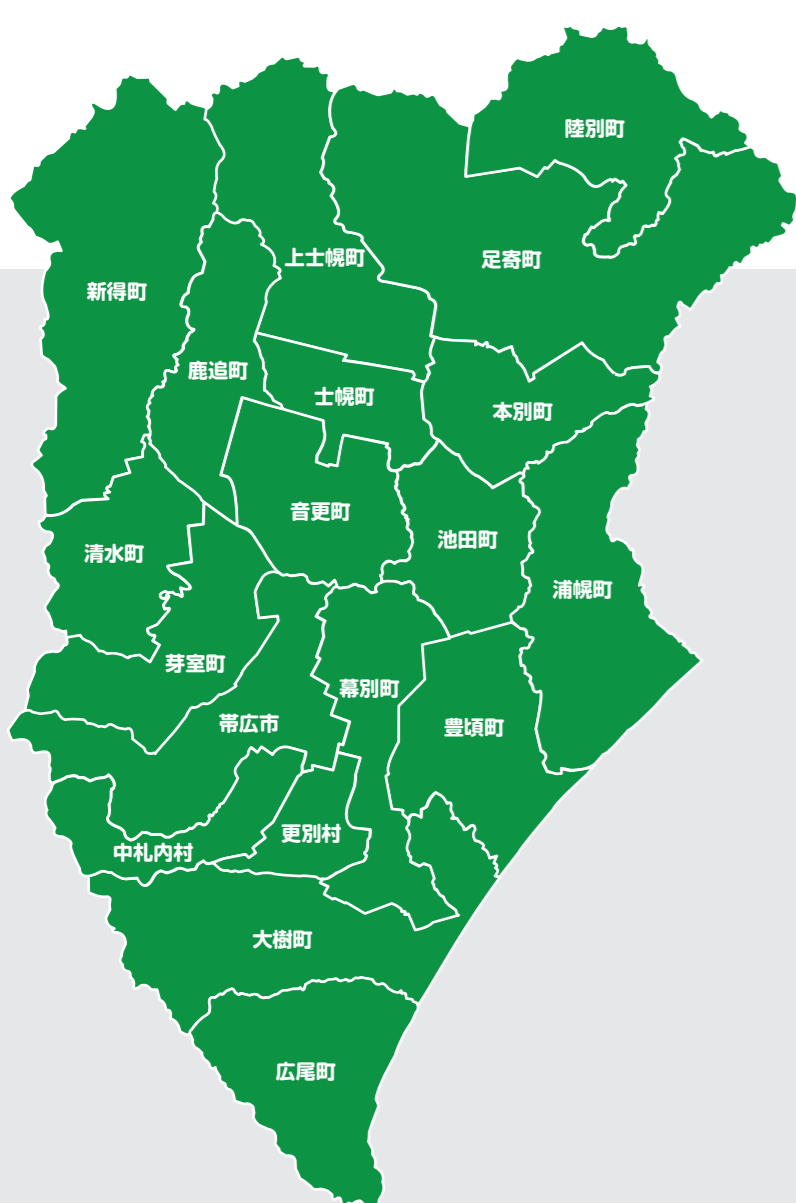 陸別町
上士幌町
足寄町
新得町
鹿追町
士幌町
本別町
音更町
池田町
清水町
浦幌町
芽室町
幕別町
帯広市
豊頃町
更別村
中札内村
大樹町
広尾町